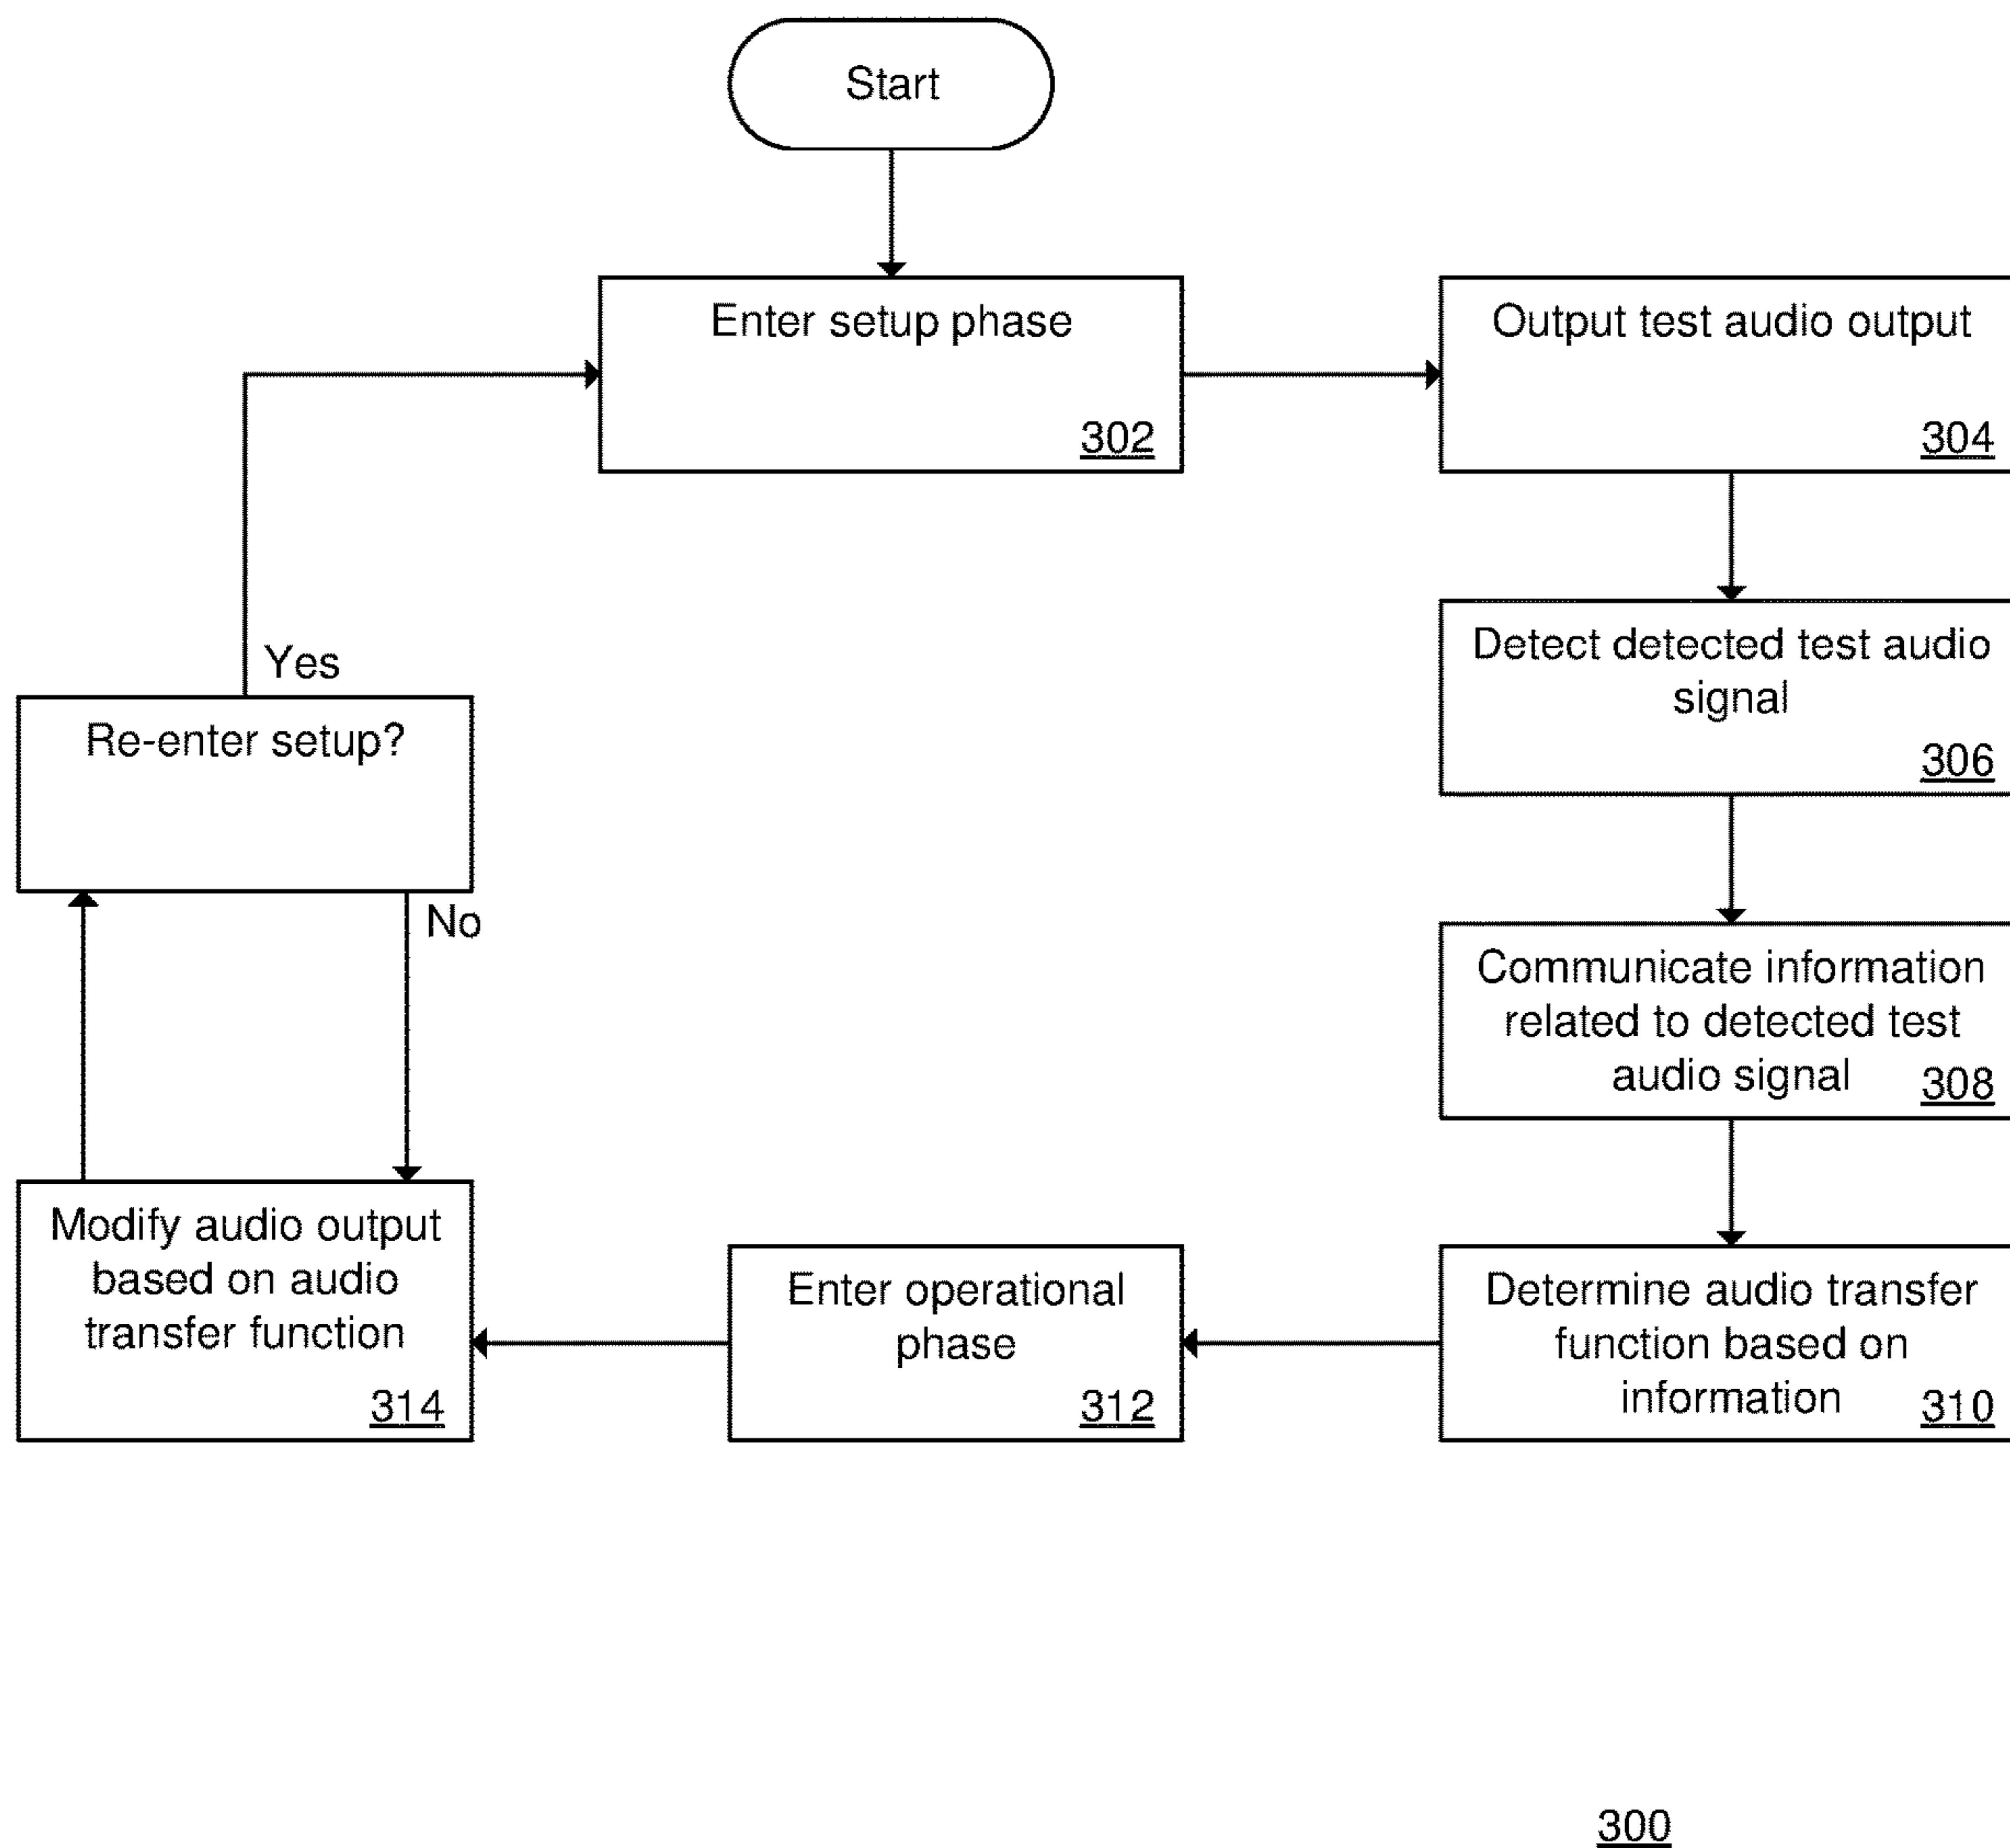 Start
Enter setup phase
302
Output test audio output
304
Detect detected test audio
signal
306
Communicate information
related to detected test
audio signal
308
Determine audio transfer
function based on
information
310
Enter operational
phase
312
Modify audio output
based on audio
transfer function
314
Re-enter setup?
Yes
No
300